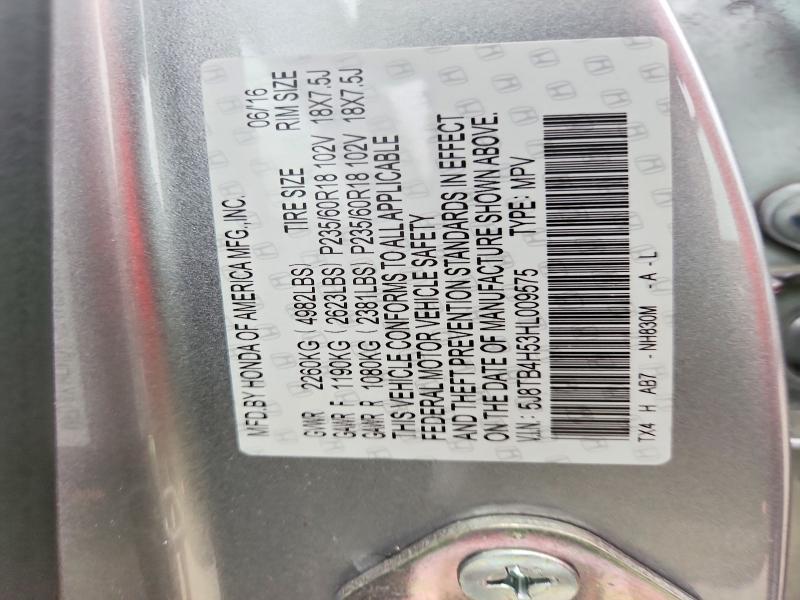 MFD.BY HONDA OF AMERICA MFG., INC. 06/16
TIRE SIZE RIM SIZE
GVWR 2260KG (4982LBS)
GAWR F 1190KG (2623LBS) P235/60R18 102V 18X7.5J
GAWR R 1080KG (2381LBS) P235/60R18 102V 18X7.5J
THIS VEHICLE CONFORMS TO ALL APPLICABLE
FEDERAL MOTOR VEHICLE SAFETY
AND THEFT PREVENTION STANDARDS IN EFFECT
ON THE DATE OF MANUFACTURE SHOWN ABOVE.
V.I.N.: 5J8TB4H53HL009575 TYPE: MPV
TX4 H AB7 - NH830M - A - L